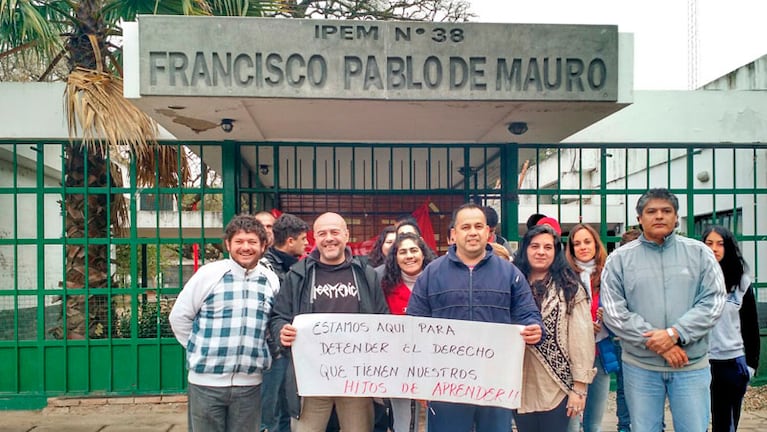 IPEM N° 38
FRANCISCO PABLO DE MAURO
ESTAMOS AQUI PARA
DEFENDER EL DERECHO
QUE TIENEN NUESTROS
HIJOS DE APRENDER!!